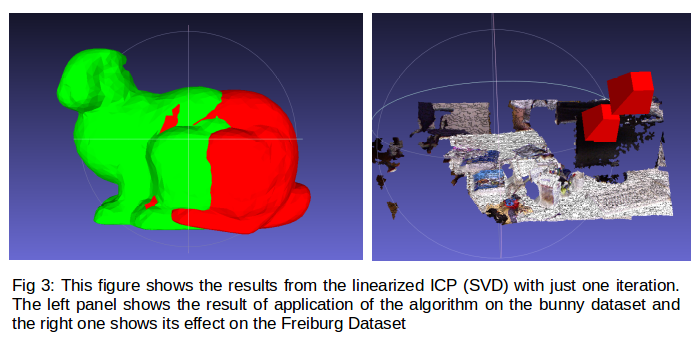 Fig 3: This figure shows the results from the linearized ICP (SVD) with just one iteration.
The left panel shows the result of application of the algorithm on the bunny dataset and
the right one shows its effect on the Freiburg Dataset